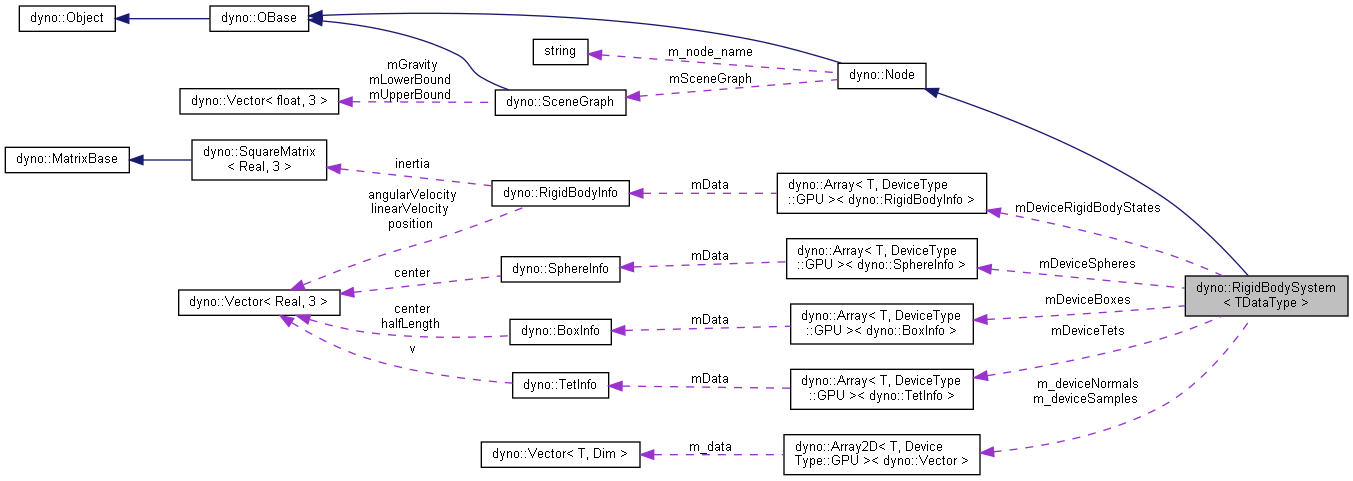 dyno::Object
dyno::OBase
string
m_node_name
dyno::Node
mGravity
mLowerBound
mUpperBound
mSceneGraph
dyno::Vector< float, 3 >
dyno::SceneGraph
dyno::MatrixBase
dyno::SquareMatrix
< Real, 3 >
inertia
angularVelocity
linearVelocity
position
dyno::RigidBodyInfo
mData
dyno::Array< T, DeviceType
::GPU >< dyno::RigidBodyInfo >
mDeviceRigidBodyStates
center
dyno::SphereInfo
mData
dyno::Array< T, DeviceType
::GPU >< dyno::SphereInfo >
mDeviceSpheres
dyno::RigidBodySystem
< TDataType >
dyno::Vector< Real, 3 >
center
halfLength
dyno::BoxInfo
mData
dyno::Array< T, DeviceType
::GPU >< dyno::BoxInfo >
mDeviceBoxes
v
dyno::TetInfo
mData
dyno::Array< T, DeviceType
::GPU >< dyno::TetInfo >
mDeviceTets
m_deviceNormals
m_deviceSamples
dyno::Vector< T, Dim >
m_data
dyno::Array2D< T, Device
Type::GPU >< dyno::Vector >